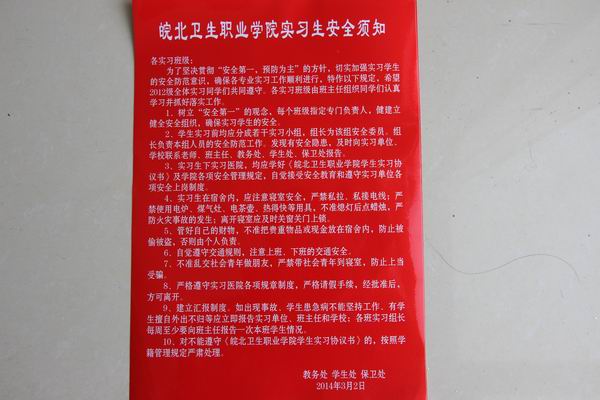 皖北卫生职业学院实习生安全须知
各实习班级：
为了坚决贯彻“安全第一，预防为主”的方针，切实加强实习学生
的安全防范意识，确保各专业实习工作顺利进行，特作以下规定，希望
2012级全体实习同学们共同遵守。各实习班级由班主任组织同学们认真
学习并抓好落实工作。
1、树立“安全第一”的观念，每个班级指定专门负责人，健建立
健全安全组织，确保实习学生的安全。
2、学生实习前均应分成若干实习小组，组长为该组安全委员。组
长负责本组人员的安全防范工作。发现有安全隐患，及时向实习单位、
学校联系老师、班主任、教务处、学生处、保卫处报告。
3、实习生下实习医院，均应学好《皖北卫生职业学院学生实习协
议书》及学院各项安全管理规定，自觉接受安全教育和遵守实习单位各
项安全上岗制度。
4、实习生在宿舍内，应注意寝室安全，严禁私拉、私接电线；严
禁使用电炉、煤气灶、电茶壶、热得快等用具，不准熄灯后点蜡烛，严
防火灾事故的发生；离开寝室应及时关窗关门上锁。
5、管好自己的财物，不准把贵重物品或现金放在宿舍内，防止被
偷被盗，否则由个人负责。
6、自觉遵守交通规则，注意上班、下班的交通安全。
7、不准乱交社会青年做朋友，严禁带社会青年到寝室，防止上当
受骗。
8、严格遵守实习医院各项规章制度，严格请假手续，经批准后，
方可离开。
9、建立汇报制度。如出现事故、学生患急病不能坚持工作、有学
生擅自外出不归等应立即报告实习单位、班主任和学校；各班实习组长
每周至少要向班主任报告一次本班学生情况。
10、对不能遵守《皖北卫生职业学院学生实习协议书》的，按照学
籍管理规定严肃处理。
教务处 学生处 保卫处
2014年3月2日